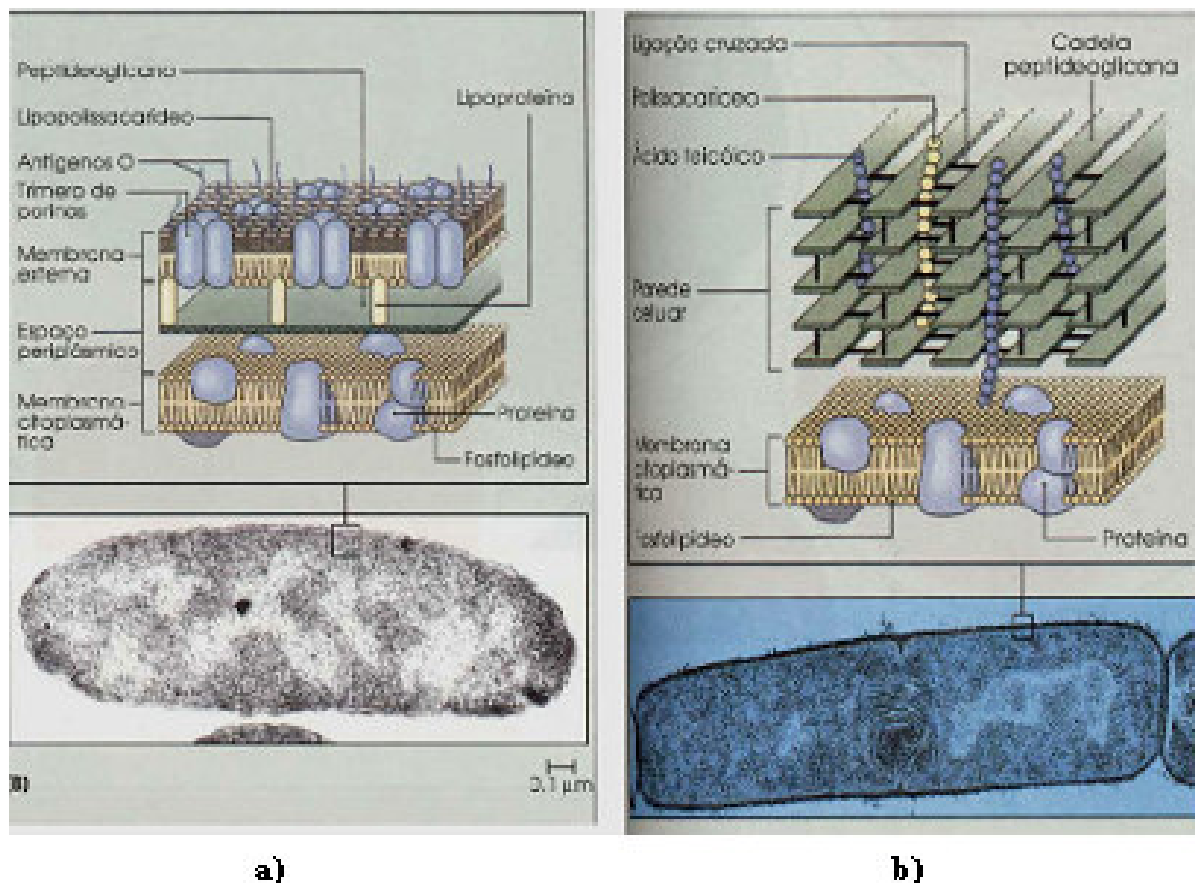 Peptideoglicana
Lipopolissacarídeo
Antígenos O
Trímero de
porinas
Membrana
externa
Espaço
periplásmico
Membrana
citoplasmá-
tica
Lipoproteína
Proteína
Fosfolipídeo
0.1 μm
a)
Ligação cruzada
Polissacarídeo
Ácido teicóico
Cadeia
peptideoglicana
Parede
celular
Membrana
citoplasmá-
tica
Fosfolipídeo
Proteína
b)